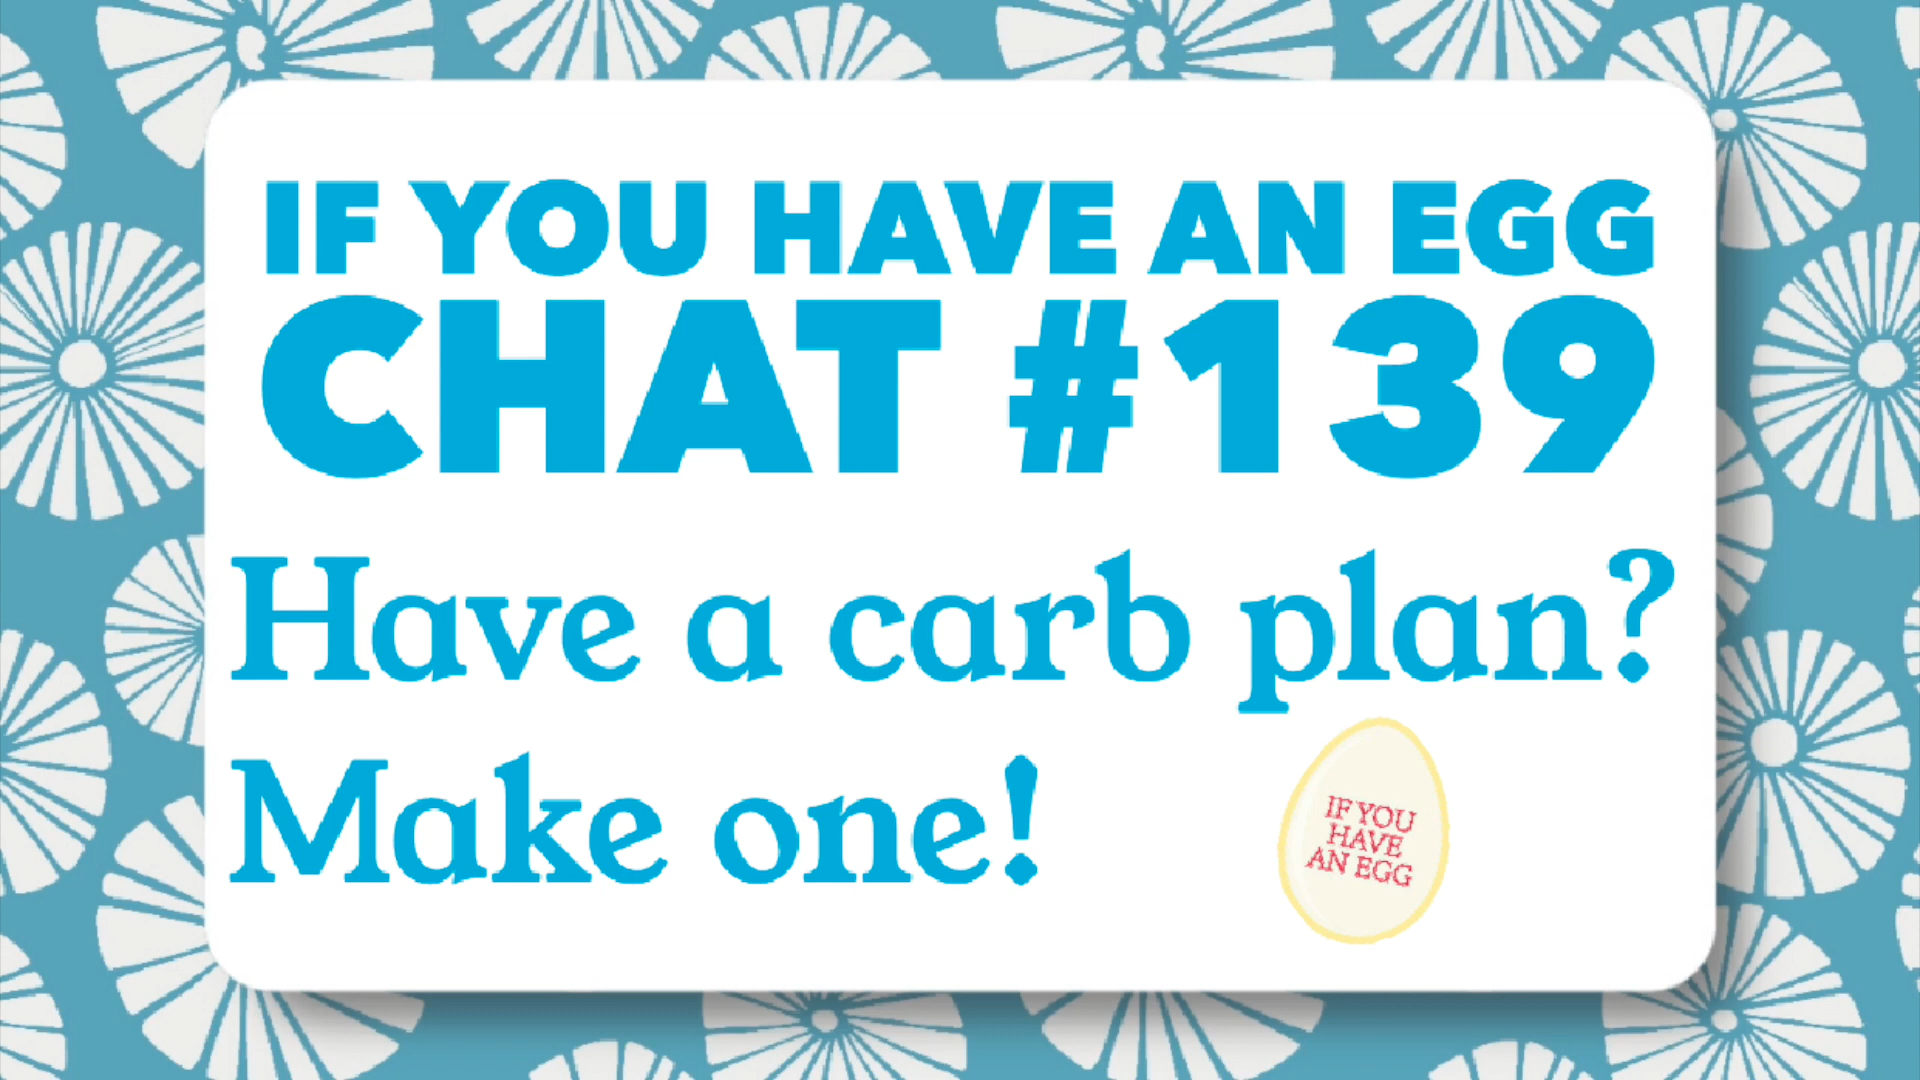 IF YOU HAVE AN EGG
CHAT #139
Have a carb plan?
Make one!
IF YOU
HAVE
AN EGG